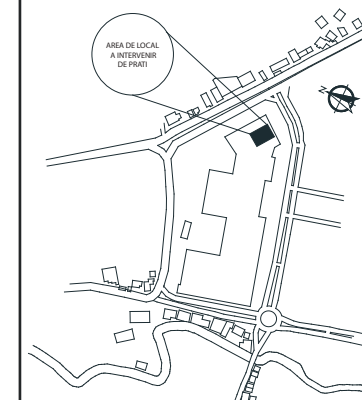 AREA DE LOCAL
A INTERVENIR
DE PRATI
N